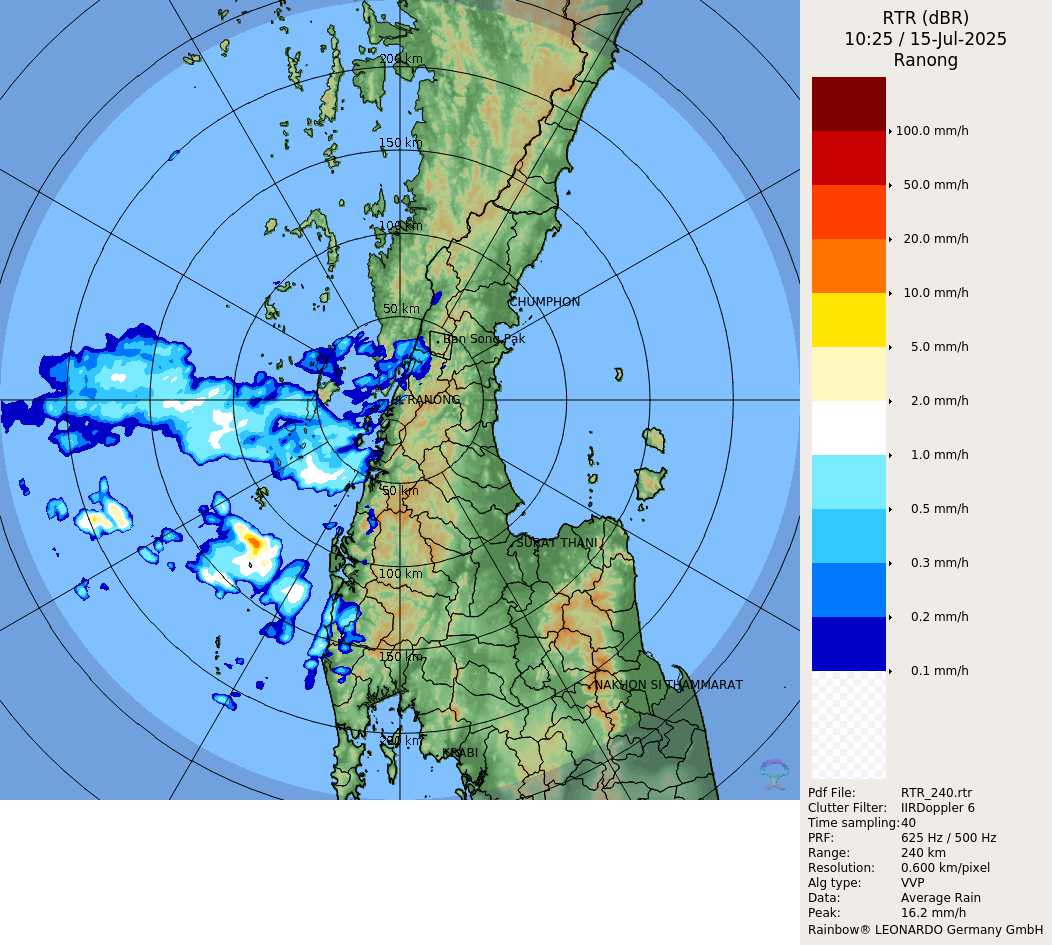 RTR (dBR)
10:25 / 15-Jul-2025
Ranong
200 km
150 km
100 km
50 km
CHUMPHON
Ban Song Pak
RANONG
50 km
SURAT THANI
100 km
150 km
NAKHON SI THAMMARAT
200 km
KRABI
100.0 mm/h
50.0 mm/h
20.0 mm/h
10.0 mm/h
5.0 mm/h
2.0 mm/h
1.0 mm/h
0.5 mm/h
0.3 mm/h
0.2 mm/h
0.1 mm/h
Pdf File: RTR_240.rtr
Clutter Filter: IIRDoppler 6
Time sampling: 40
PRF: 625 Hz / 500 Hz
Range: 240 km
Resolution: 0.600 km/pixel
Alg type: VVP
Data: Average Rain
Peak: 16.2 mm/h
Rainbow® LEONARDO Germany GmbH